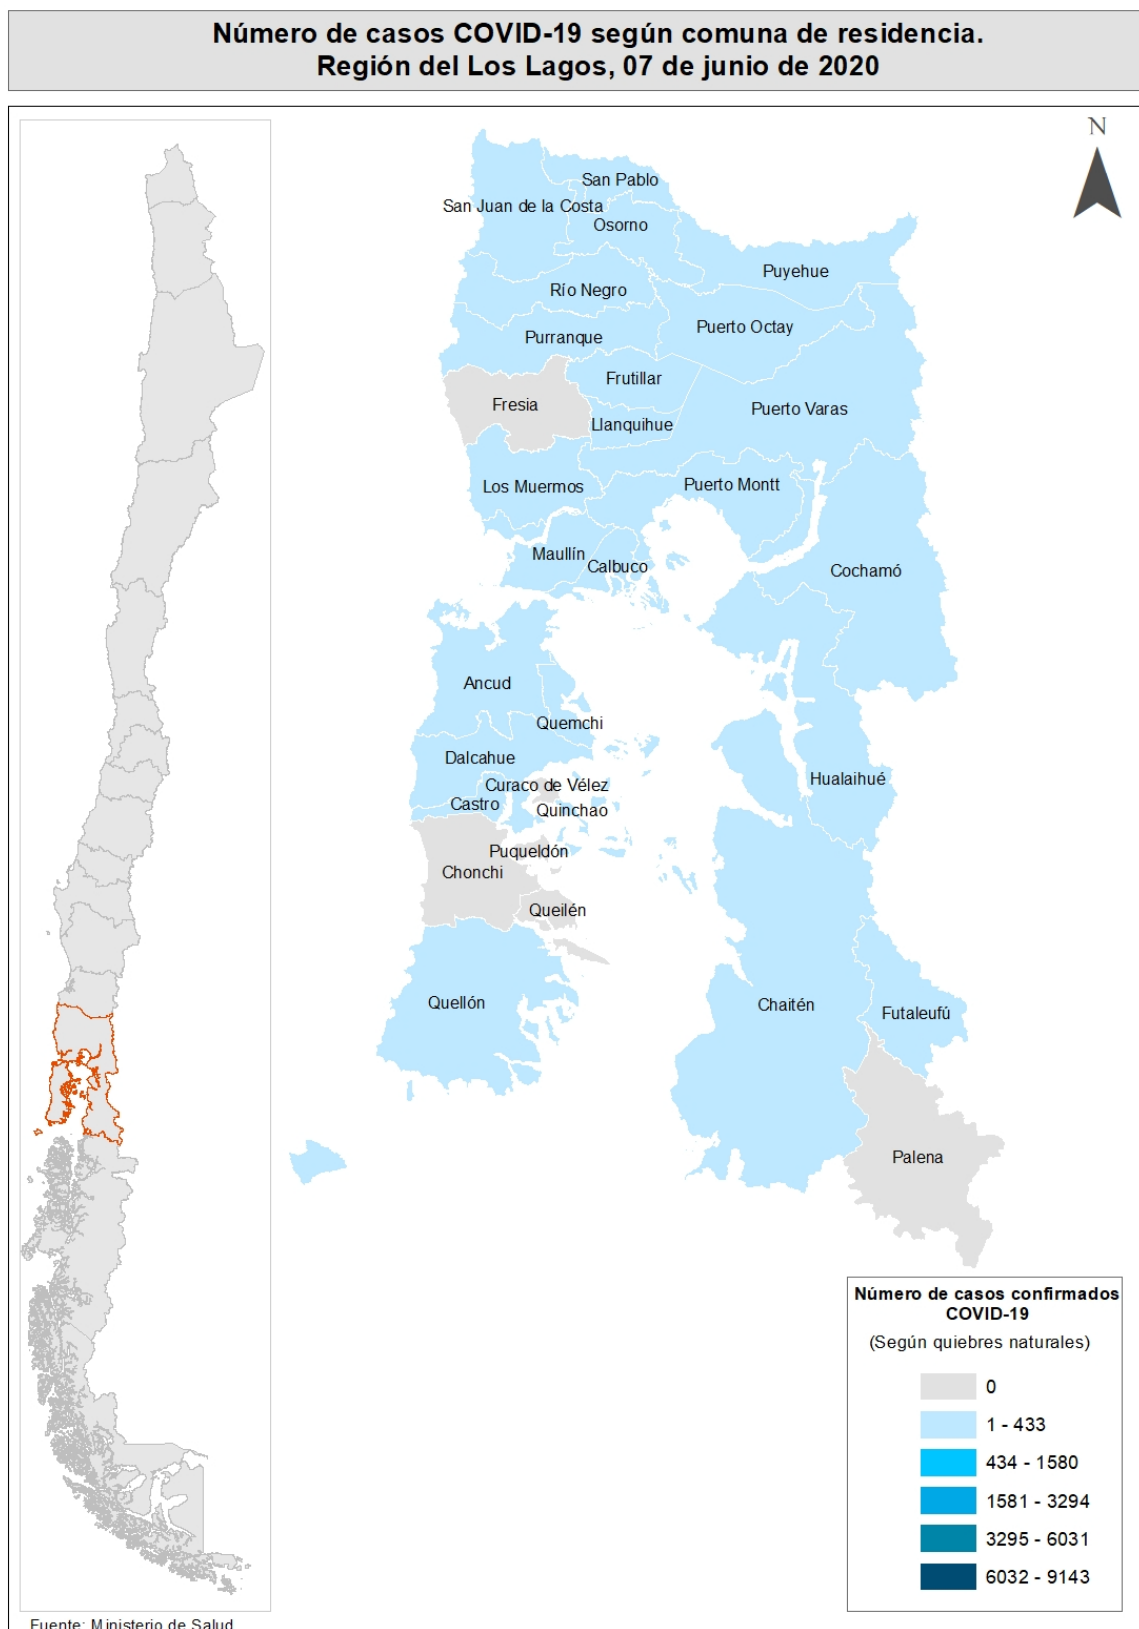 Número de casos COVID-19 según comuna de residencia.
Región del Los Lagos, 07 de junio de 2020
N
San Pablo
San Juan de la Costa
Osorno
Puyehue
Río Negro
Puerto Octay
Purranque
Frutillar
Fresia
Puerto Varas
Llanquihue
Los Muermos
Puerto Montt
Maullín
Calbuco
Cochamó
Ancud
Quemchi
Dalcahue
Hualaihué
Curaco de Vélez
Castro
Quinchao
Puqueldón
Chonchi
Queilén
Quellón
Chaitén
Futaleufú
Palena
Número de casos confirmados
COVID-19
(Según quiebres naturales)
0
1 - 433
434 - 1580
1581 - 3294
3295 - 6031
6032 - 9143
Fuente: Ministerio de Salud